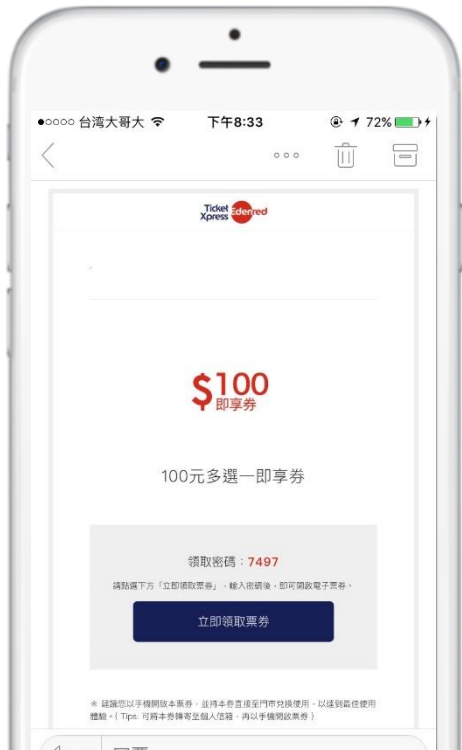 台湾大哥大
下午8:33
72%
Ticket
Xpress
Edenred
$100
即享券
100元多選一即享券
領取密碼：7497
請點選下方「立即領取票券」，輸入密碼後，即可開啟電子票券。
立即領取票券
※ 建議您以手機開啟本票券，並持本券直接至門市兌換使用，以達到最佳使用
體驗。( Tips: 可將本券轉寄至個人信箱，再以手機開啟票券 )